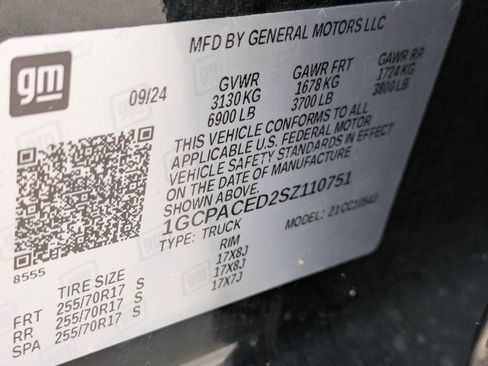 gm
MFD BY GENERAL MOTORS LLC
09/24 GVWR GAWR FRT GAWR RR
3130 KG 1678 KG 1724 KG
6900 LB 3700 LB 3800 LB
THIS VEHICLE CONFORMS TO ALL
APPLICABLE U.S. FEDERAL MOTOR
VEHICLE SAFETY STANDARDS IN EFFECT
ON THE DATE OF MANUFACTURE
SHOWN ABOVE.
1GCPACED2SZ110751
TYPE: TRUCK MODEL: 21CC10543
8555
TIRE SIZE RIM
FRT 255/70R17 S 17X8J
RR 255/70R17 S 17X8J
SPA 255/70R17 S 17X7J